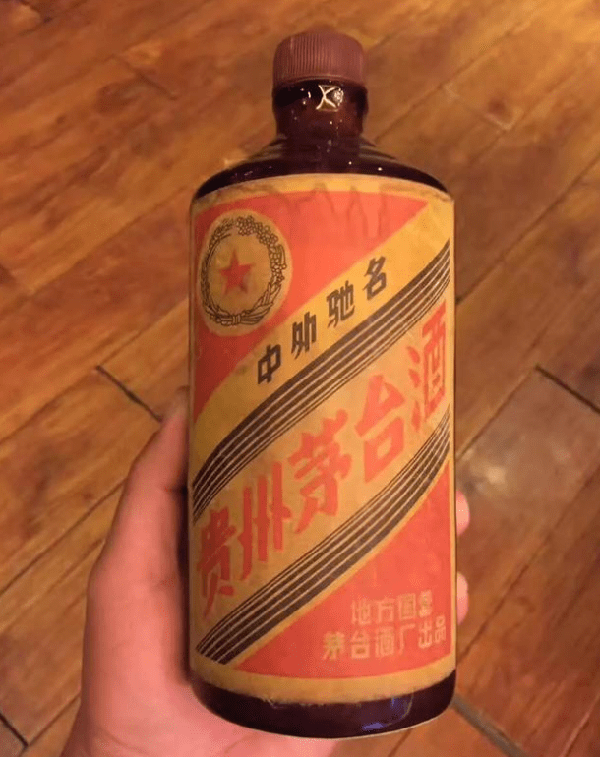 中外驰名
贵州茅台酒
地方国营
茅台酒厂出品